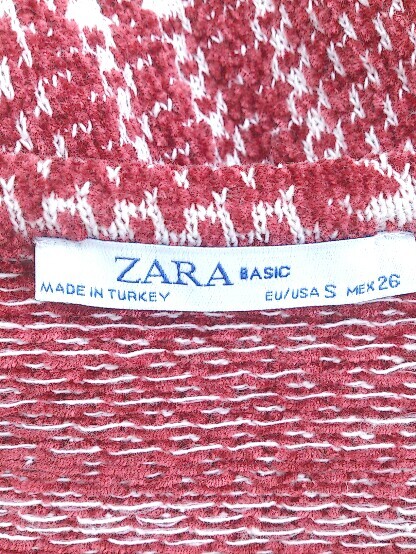 ZARA BASIC
MADE IN TURKEY EU/USA S MEX 26